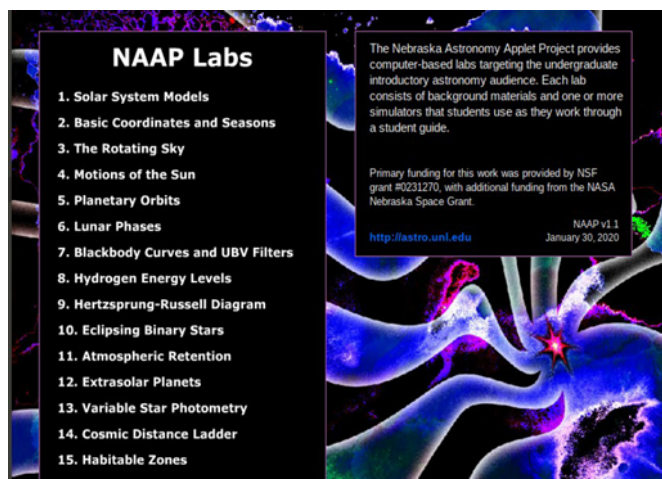 NAAP Labs
1. Solar System Models
2. Basic Coordinates and Seasons
3. The Rotating Sky
4. Motions of the Sun
5. Planetary Orbits
6. Lunar Phases
7. Blackbody Curves and UBV Filters
8. Hydrogen Energy Levels
9. Hertzsprung-Russell Diagram
10. Eclipsing Binary Stars
11. Atmospheric Retention
12. Extrasolar Planets
13. Variable Star Photometry
14. Cosmic Distance Ladder
15. Habitable Zones
The Nebraska Astronomy Applet Project provides
computer-based labs targeting the undergraduate
introductory astronomy audience. Each lab
consists of background materials and one or more
simulators that students use as they work through
a student guide.
Primary funding for this work was provided by NSF
grant #0231270, with additional funding from the NASA
Nebraska Space Grant.
NAAP v1.1
http://astro.unl.edu January 30, 2020